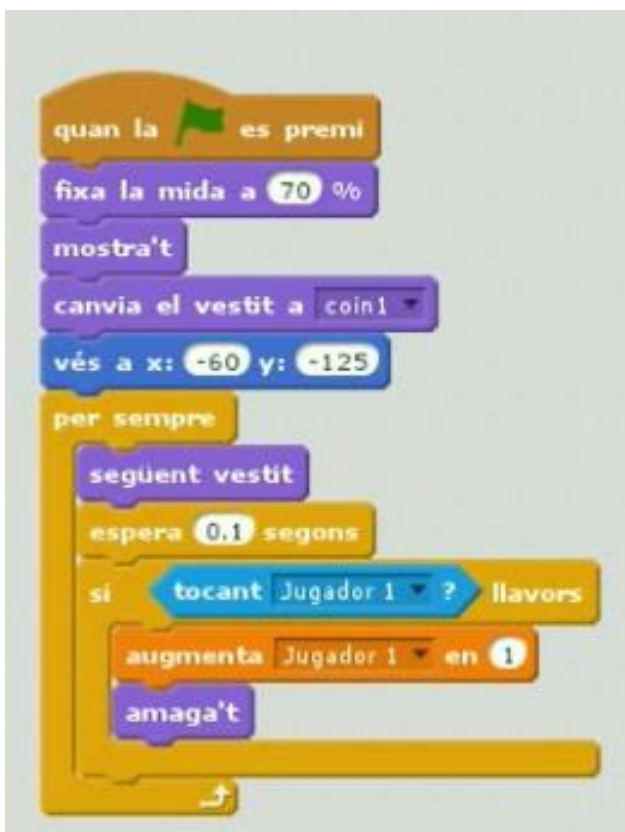 quan la es premi
fixa la mida a 70 %
mostra't
canvia el vestit a coin1
vés a x: -60 y: -125
per sempre
següent vestit
espera 0.1 segons
si tocant Jugador 1 ? llavors
augmenta Jugador 1 en 1
amaga't